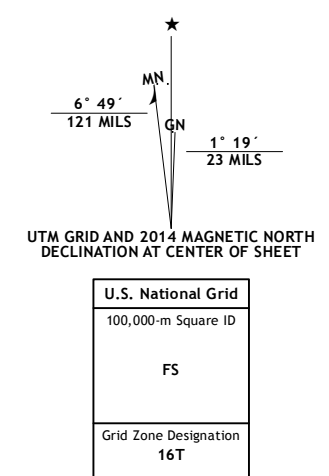 MN
6° 49´
121 MILS
GN
1° 19´
23 MILS
UTM GRID AND 2014 MAGNETIC NORTH
DECLINATION AT CENTER OF SHEET
U.S. National Grid
100,000-m Square ID
FS
Grid Zone Designation
16T